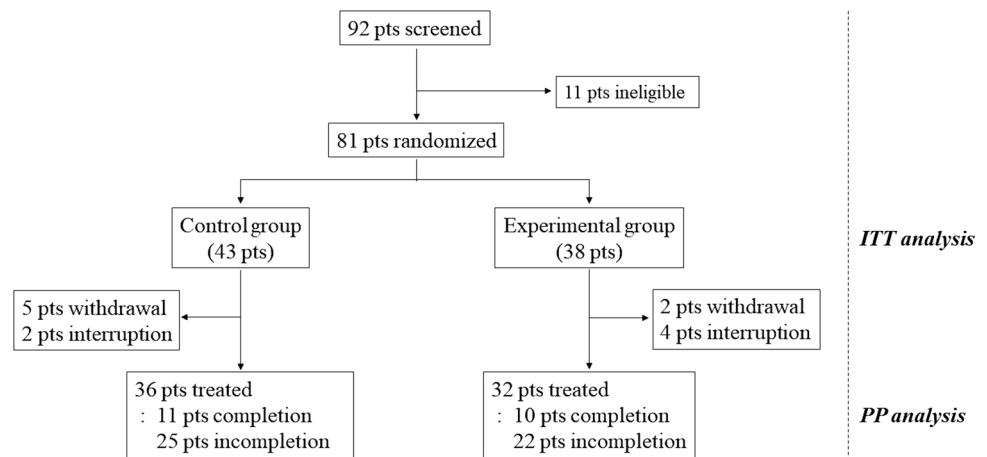 92 pts screened
11 pts ineligible
81 pts randomized
Control group
(43 pts)
Experimental group
(38 pts)
ITT analysis
5 pts withdrawal
2 pts interruption
2 pts withdrawal
4 pts interruption
36 pts treated
: 11 pts completion
25 pts incompletion
32 pts treated
: 10 pts completion
22 pts incompletion
PP analysis